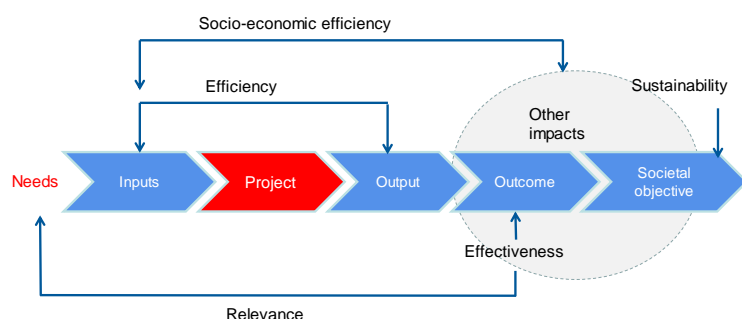 Socio-economic efficiency
Efficiency
Sustainability
Other
impacts
Needs
Inputs
Project
Output
Outcome
Societal
objective
Effectiveness
Relevance